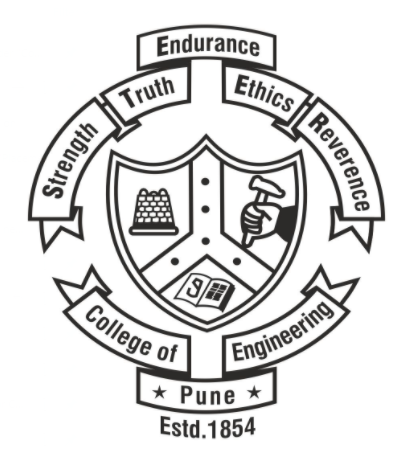 Strength
Truth
Endurance
Ethics
Reverence
College of
Engineering
★ Pune ★
Estd.1854